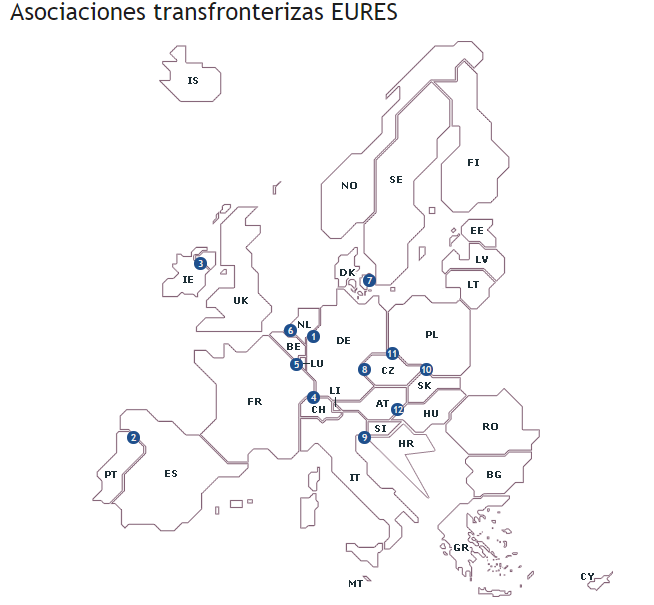 Asociaciones transfronterizas EURES
IS
NO
SE
FI
EE
LV
LT
3
IE
UK
DK
7
6
NL
1
BE
DE
PL
5
LU
11
8
CZ
10
SK
FR
4
CH
LI
AT
12
HU
SI
9
HR
RO
2
PT
ES
IT
BG
GR
MT
CY